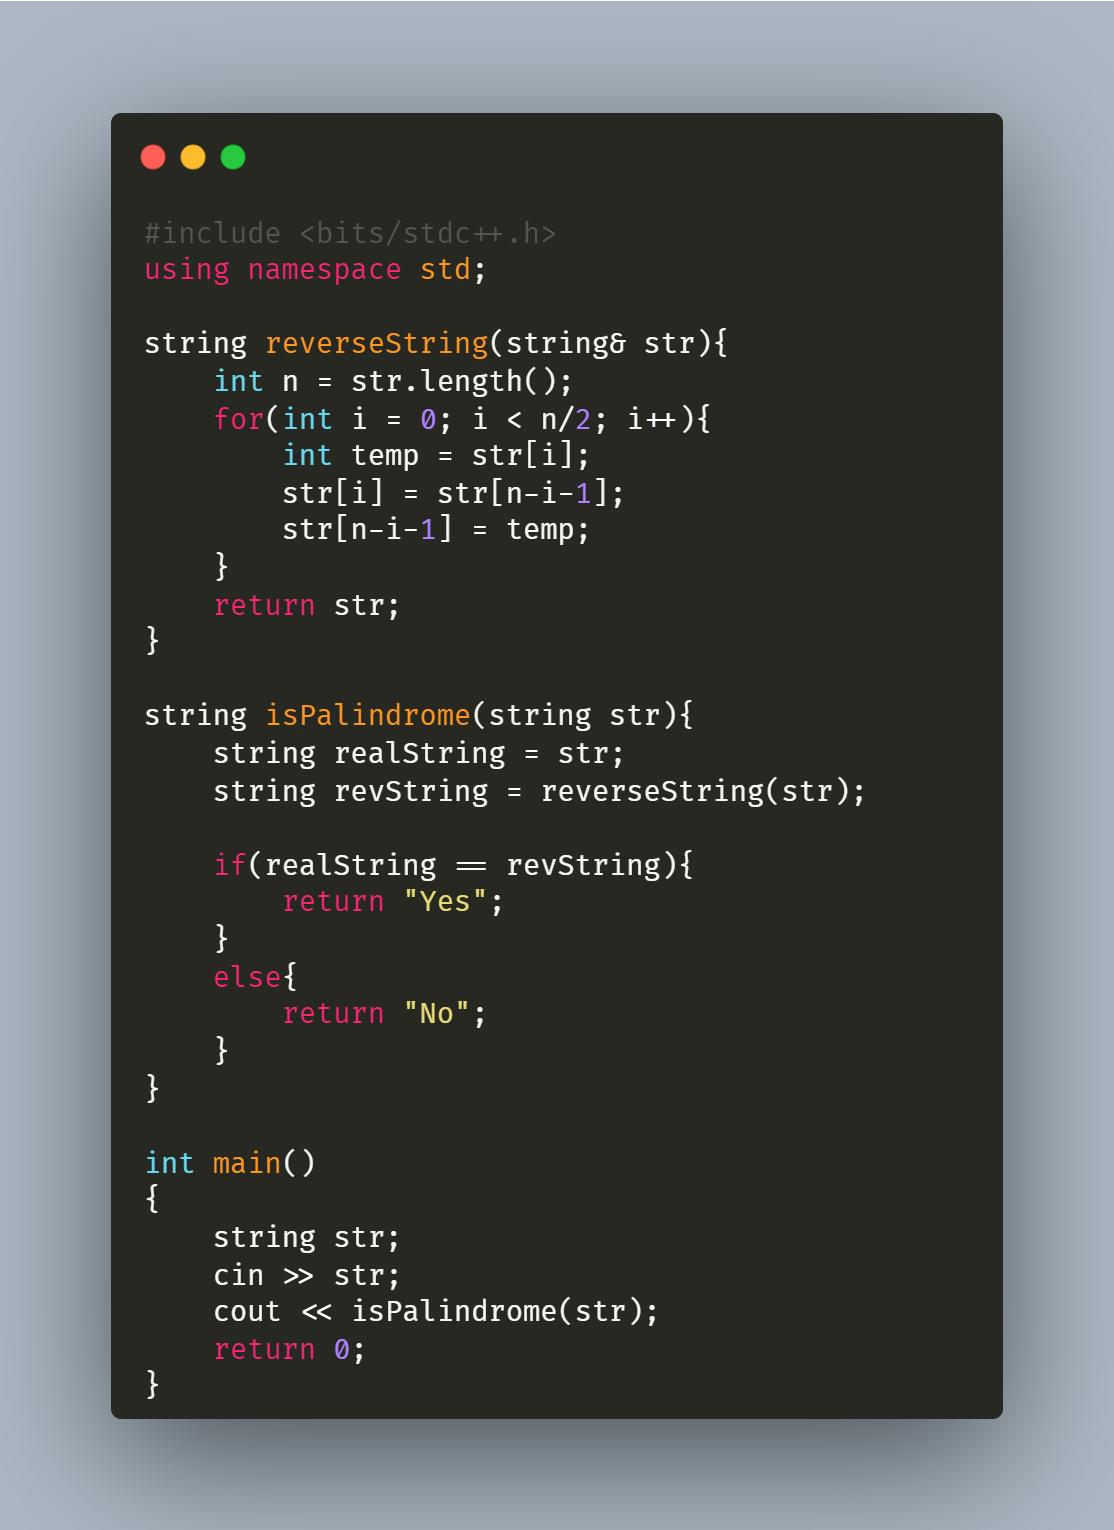 #include <bits/stdc++.h>
using namespace std;

string reverseString(string& str){
    int n = str.length();
    for(int i = 0; i < n/2; i++){
        int temp = str[i];
        str[i] = str[n-i-1];
        str[n-i-1] = temp;
    }
    return str;
}

string isPalindrome(string str){
    string realString = str;
    string revString = reverseString(str);

    if(realString == revString){
        return "Yes";
    }
    else{
        return "No";
    }
}

int main()
{
    string str;
    cin >> str;
    cout << isPalindrome(str);
    return 0;
}